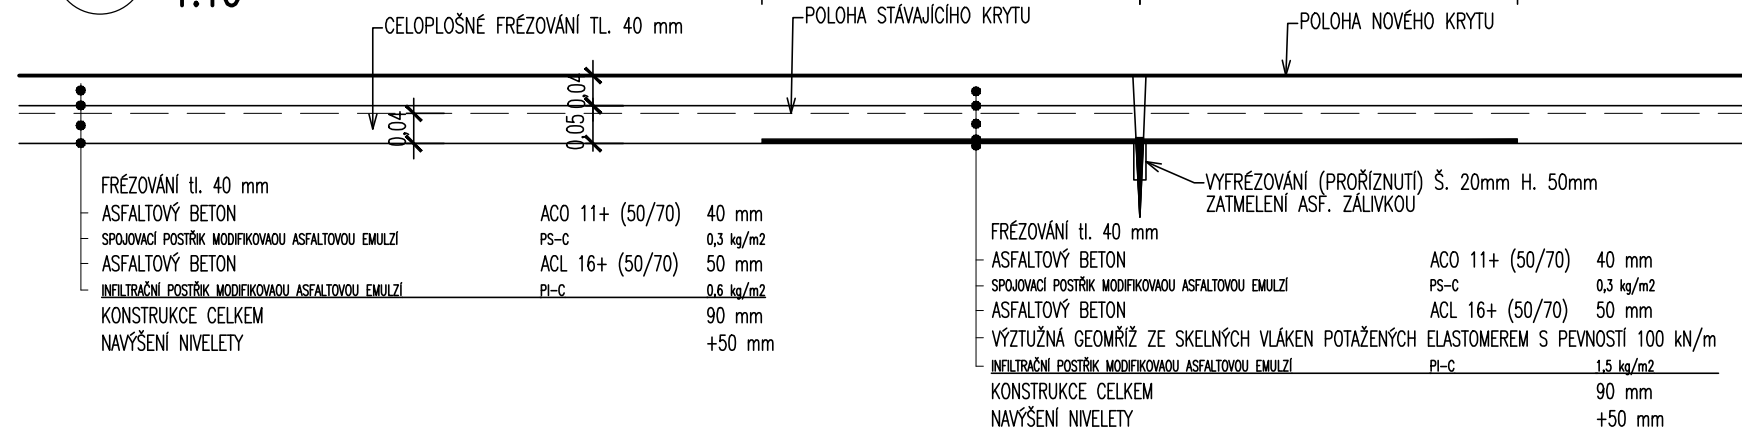 1:10
CELOPLOŠNÉ FRÉZOVÁNÍ TL. 40 mm
POLOHA STÁVAJÍCÍHO KRYTU
POLOHA NOVÉHO KRYTU
0,04
0,04
0,05
FRÉZOVÁNÍ tl. 40 mm
ASFALTOVÝ BETON ACO 11+ (50/70) 40 mm
SPOJOVACÍ POSTŘIK MODIFIKOVAOU ASFALTOVOU EMULZÍ PS-C 0,3 kg/m2
ASFALTOVÝ BETON ACL 16+ (50/70) 50 mm
INFILTRAČNÍ POSTŘIK MODIFIKOVAOU ASFALTOVOU EMULZÍ PI-C 0,6 kg/m2
KONSTRUKCE CELKEM 90 mm
NAVÝŠENÍ NIVELETY +50 mm
VYFRÉZOVÁNÍ (PROŘÍZNUTÍ) Š. 20mm H. 50mm
ZATMELENÍ ASF. ZÁLIVKOU
FRÉZOVÁNÍ tl. 40 mm
ASFALTOVÝ BETON ACO 11+ (50/70) 40 mm
SPOJOVACÍ POSTŘIK MODIFIKOVAOU ASFALTOVOU EMULZÍ PS-C 0,3 kg/m2
ASFALTOVÝ BETON ACL 16+ (50/70) 50 mm
VÝZTUŽNÁ GEOMŘÍŽ ZE SKELNÝCH VLÁKEN POTAŽENÝCH ELASTOMEREM S PEVNOSTÍ 100 kN/m
INFILTRAČNÍ POSTŘIK MODIFIKOVAOU ASFALTOVOU EMULZÍ PI-C 1,5 kg/m2
KONSTRUKCE CELKEM 90 mm
NAVÝŠENÍ NIVELETY +50 mm